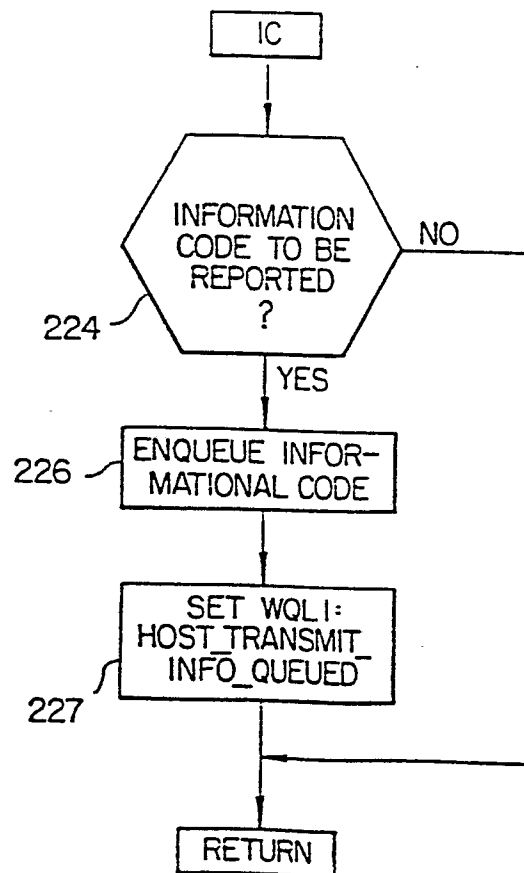 IC
INFORMATION
CODE TO BE
REPORTED
?
NO
224
YES
ENQUEUE INFOR-
MATIONAL CODE
226
SET WQL1:
HOST_TRANSMIT_
INFO_QUEUED
227
RETURN